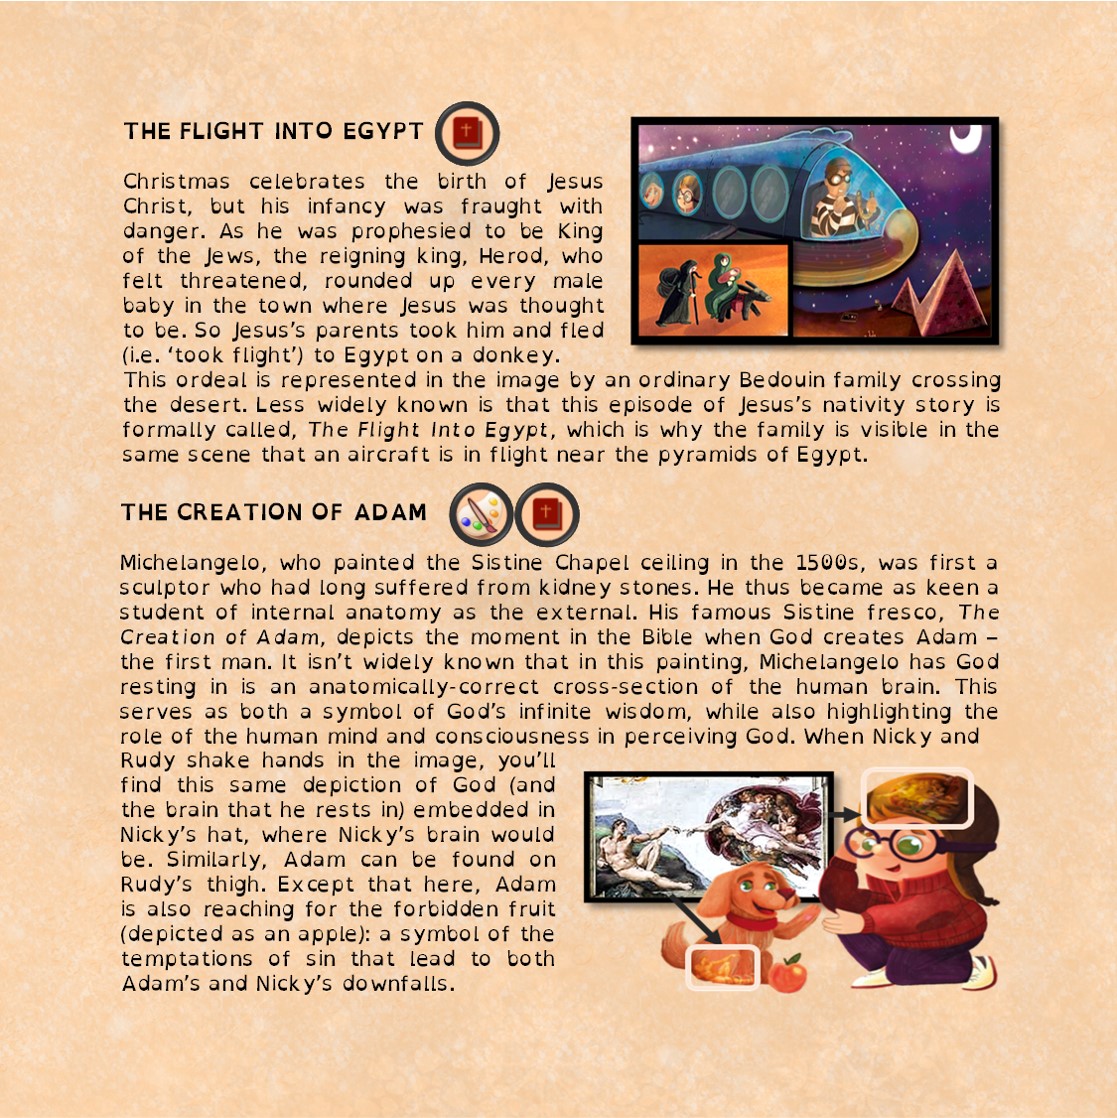 THE FLIGHT INTO EGYPT
Christmas celebrates the birth of Jesus
Christ, but his infancy was fraught with
danger. As he was prophesied to be King
of the Jews, the reigning king, Herod, who
felt threatened, rounded up every male
baby in the town where Jesus was thought
to be. So Jesus's parents took him and fled
(i.e. 'took flight') to Egypt on a donkey.
This ordeal is represented in the image by an ordinary Bedouin family crossing
the desert. Less widely known is that this episode of Jesus's nativity story is
formally called, The Flight Into Egypt, which is why the family is visible in the
same scene that an aircraft is in flight near the pyramids of Egypt.
THE CREATION OF ADAM
Michelangelo, who painted the Sistine Chapel ceiling in the 1500s, was first a
sculptor who had long suffered from kidney stones. He thus became as keen a
student of internal anatomy as the external. His famous Sistine fresco, The
Creation of Adam, depicts the moment in the Bible when God creates Adam –
the first man. It isn't widely known that in this painting, Michelangelo has God
resting in is an anatomically-correct cross-section of the human brain. This
serves as both a symbol of God's infinite wisdom, while also highlighting the
role of the human mind and consciousness in perceiving God. When Nicky and
Rudy shake hands in the image, you'll
find this same depiction of God (and
the brain that he rests in) embedded in
Nicky's hat, where Nicky's brain would
be. Similarly, Adam can be found on
Rudy's thigh. Except that here, Adam
is also reaching for the forbidden fruit
(depicted as an apple): a symbol of the
temptations of sin that lead to both
Adam's and Nicky's downfalls.